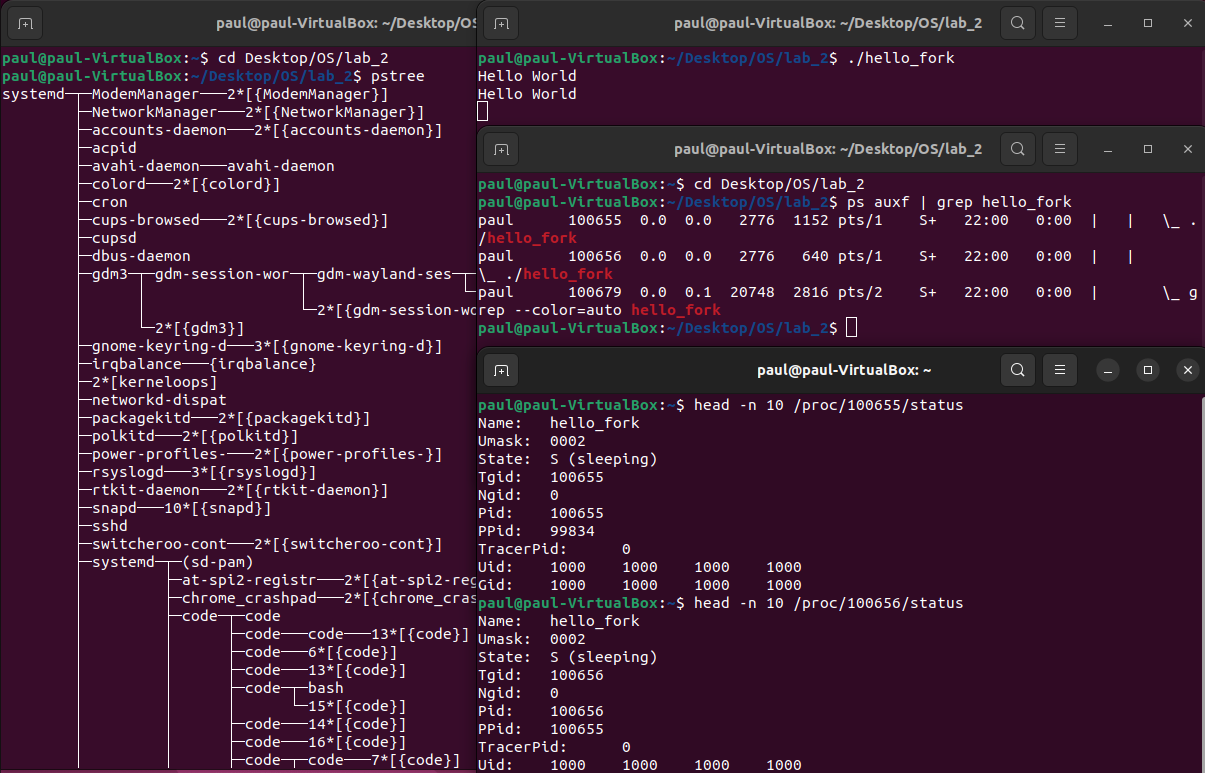 paul@paul-VirtualBox: ~/Desktop/OS
paul@paul-VirtualBox:~$ cd Desktop/OS/lab_2
paul@paul-VirtualBox:~/Desktop/OS/lab_2$ pstree
systemd─┬─ModemManager───2*[{ModemManager}]
├─NetworkManager───2*[{NetworkManager}]
├─accounts-daemon───2*[{accounts-daemon}]
├─acpid
├─avahi-daemon───avahi-daemon
├─colord───2*[{colord}]
├─cron
├─cups-browsed───2*[{cups-browsed}]
├─cupsd
├─dbus-daemon
├─gdm3─┬─gdm-session-wor─┬─gdm-wayland-ses─┬─
│      │                 └─2*[{gdm-session-wo
│      └─2*[{gdm3}]
├─gnome-keyring-d───3*[{gnome-keyring-d}]
├─irqbalance───{irqbalance}
├─2*[kerneloops]
├─networkd-dispat
├─packagekitd───2*[{packagekitd}]
├─polkitd───2*[{polkitd}]
├─power-profiles-───2*[{power-profiles-}]
├─rsyslogd───3*[{rsyslogd}]
├─rtkit-daemon───2*[{rtkit-daemon}]
├─snapd───10*[{snapd}]
├─sshd
├─switcheroo-cont───2*[{switcheroo-cont}]
├─systemd─┬─(sd-pam)
│         ├─at-spi2-registr───2*[{at-spi2-reg
│         ├─chrome_crashpad───2*[{chrome_cras
│         ├─code─┬─code
│         │      ├─code───code───13*[{code}]
│         │      ├─code───6*[{code}]
│         │      ├─code───13*[{code}]
│         │      ├─code─┬─bash
│         │      │      └─15*[{code}]
│         │      ├─code───14*[{code}]
│         │      ├─code───16*[{code}]
│         │      ├─code─┬─code───7*[{code}]
paul@paul-VirtualBox: ~/Desktop/OS/lab_2
paul@paul-VirtualBox:~/Desktop/OS/lab_2$ ./hello_fork
Hello World
Hello World
paul@paul-VirtualBox: ~/Desktop/OS/lab_2
paul@paul-VirtualBox:~$ cd Desktop/OS/lab_2
paul@paul-VirtualBox:~/Desktop/OS/lab_2$ ps auxf | grep hello_fork
paul      100655  0.0  0.0   2776  1152 pts/1    S+   22:00   0:00  |   |   \_ .
/hello_fork
paul      100656  0.0  0.0   2776   640 pts/1    S+   22:00   0:00  |   |
\_ ./hello_fork
paul      100679  0.0  0.1  20748  2816 pts/2    S+   22:00   0:00  |       \_ g
rep --color=auto hello_fork
paul@paul-VirtualBox:~/Desktop/OS/lab_2$
paul@paul-VirtualBox: ~
paul@paul-VirtualBox:~$ head -n 10 /proc/100655/status
Name:   hello_fork
Umask:  0002
State:  S (sleeping)
Tgid:   100655
Ngid:   0
Pid:    100655
PPid:   99834
TracerPid:      0
Uid:    1000    1000    1000    1000
Gid:    1000    1000    1000    1000
paul@paul-VirtualBox:~$ head -n 10 /proc/100656/status
Name:   hello_fork
Umask:  0002
State:  S (sleeping)
Tgid:   100656
Ngid:   0
Pid:    100656
PPid:   100655
TracerPid:      0
Uid:    1000    1000    1000    1000